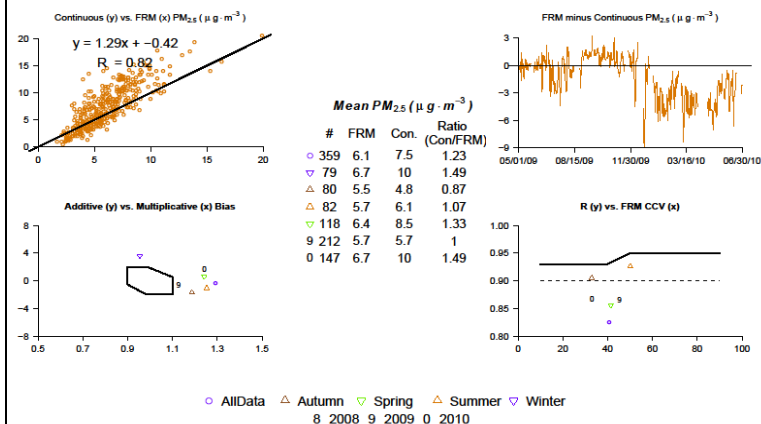 Continuous (y) vs. FRM (x) PM2.5 ( μ g · m−3)
y = 1.29x + −0.42
R = 0.82
20
15
10
5
0
0 5 10 15 20
FRM minus Continuous PM2.5 ( μ g · m−3)
3
0
−3
−6
−9
05/01/09 08/15/09 11/30/09 03/16/10 06/30/10
Mean PM2.5 ( μ g · m−3)
# FRM Con. Ratio (Con/FRM)
359 6.1 7.5 1.23
79 6.7 10 1.49
80 5.5 4.8 0.87
82 5.7 6.1 1.07
118 6.4 8.5 1.33
9 212 5.7 5.7 1
0 147 6.7 10 1.49
Additive (y) vs. Multiplicative (x) Bias
8
4
0
−4
−8
0
9
0.5 0.7 0.9 1.1 1.3 1.5
R (y) vs. FRM CCV (x)
1.00
0.95
0.90
0.85
0.80
0 9
0 20 40 60 80 100
AllData Autumn Spring Summer Winter
8 2008 9 2009 0 2010